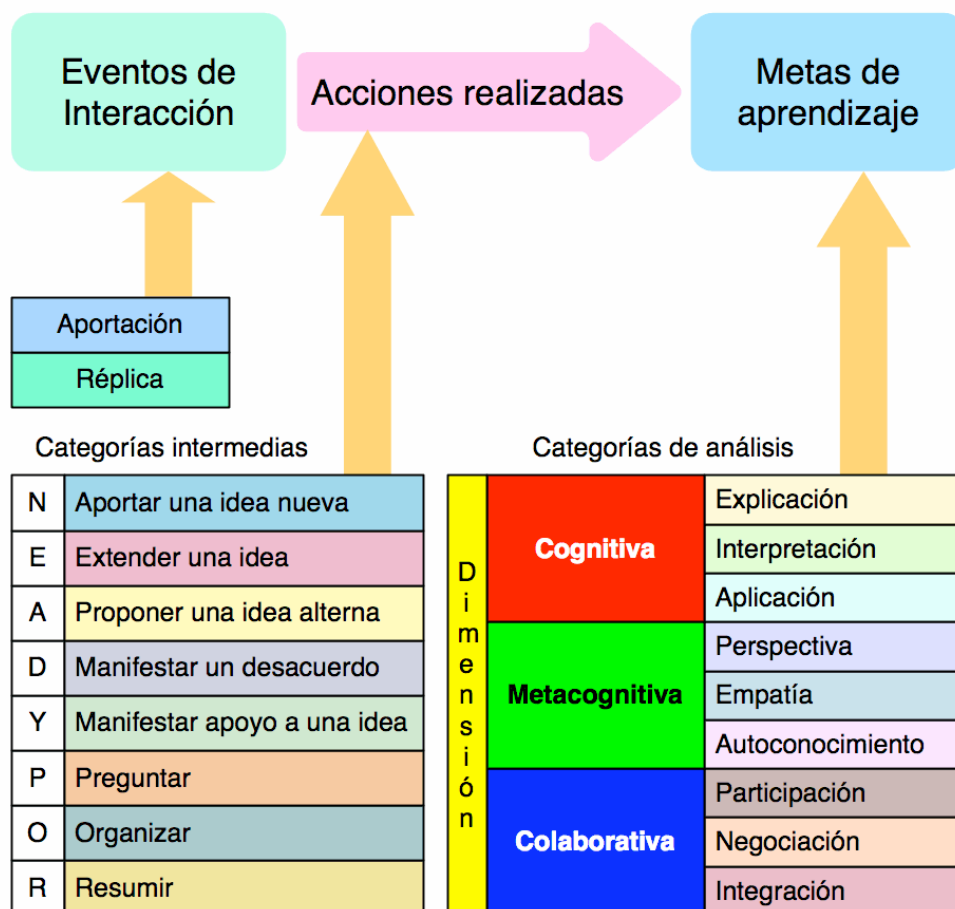 Eventos de
Interacción
Acciones realizadas
Metas de
aprendizaje
Aportación
Réplica
Categorías intermedias
N Aportar una idea nueva
E Extender una idea
A Proponer una idea alterna
D Manifestar un desacuerdo
Y Manifestar apoyo a una idea
P Preguntar
O Organizar
R Resumir
Categorías de análisis
Dimensión
Cognitiva
Explicación
Interpretación
Aplicación
Metacognitiva
Perspectiva
Empatía
Autoconocimiento
Colaborativa
Participación
Negociación
Integración